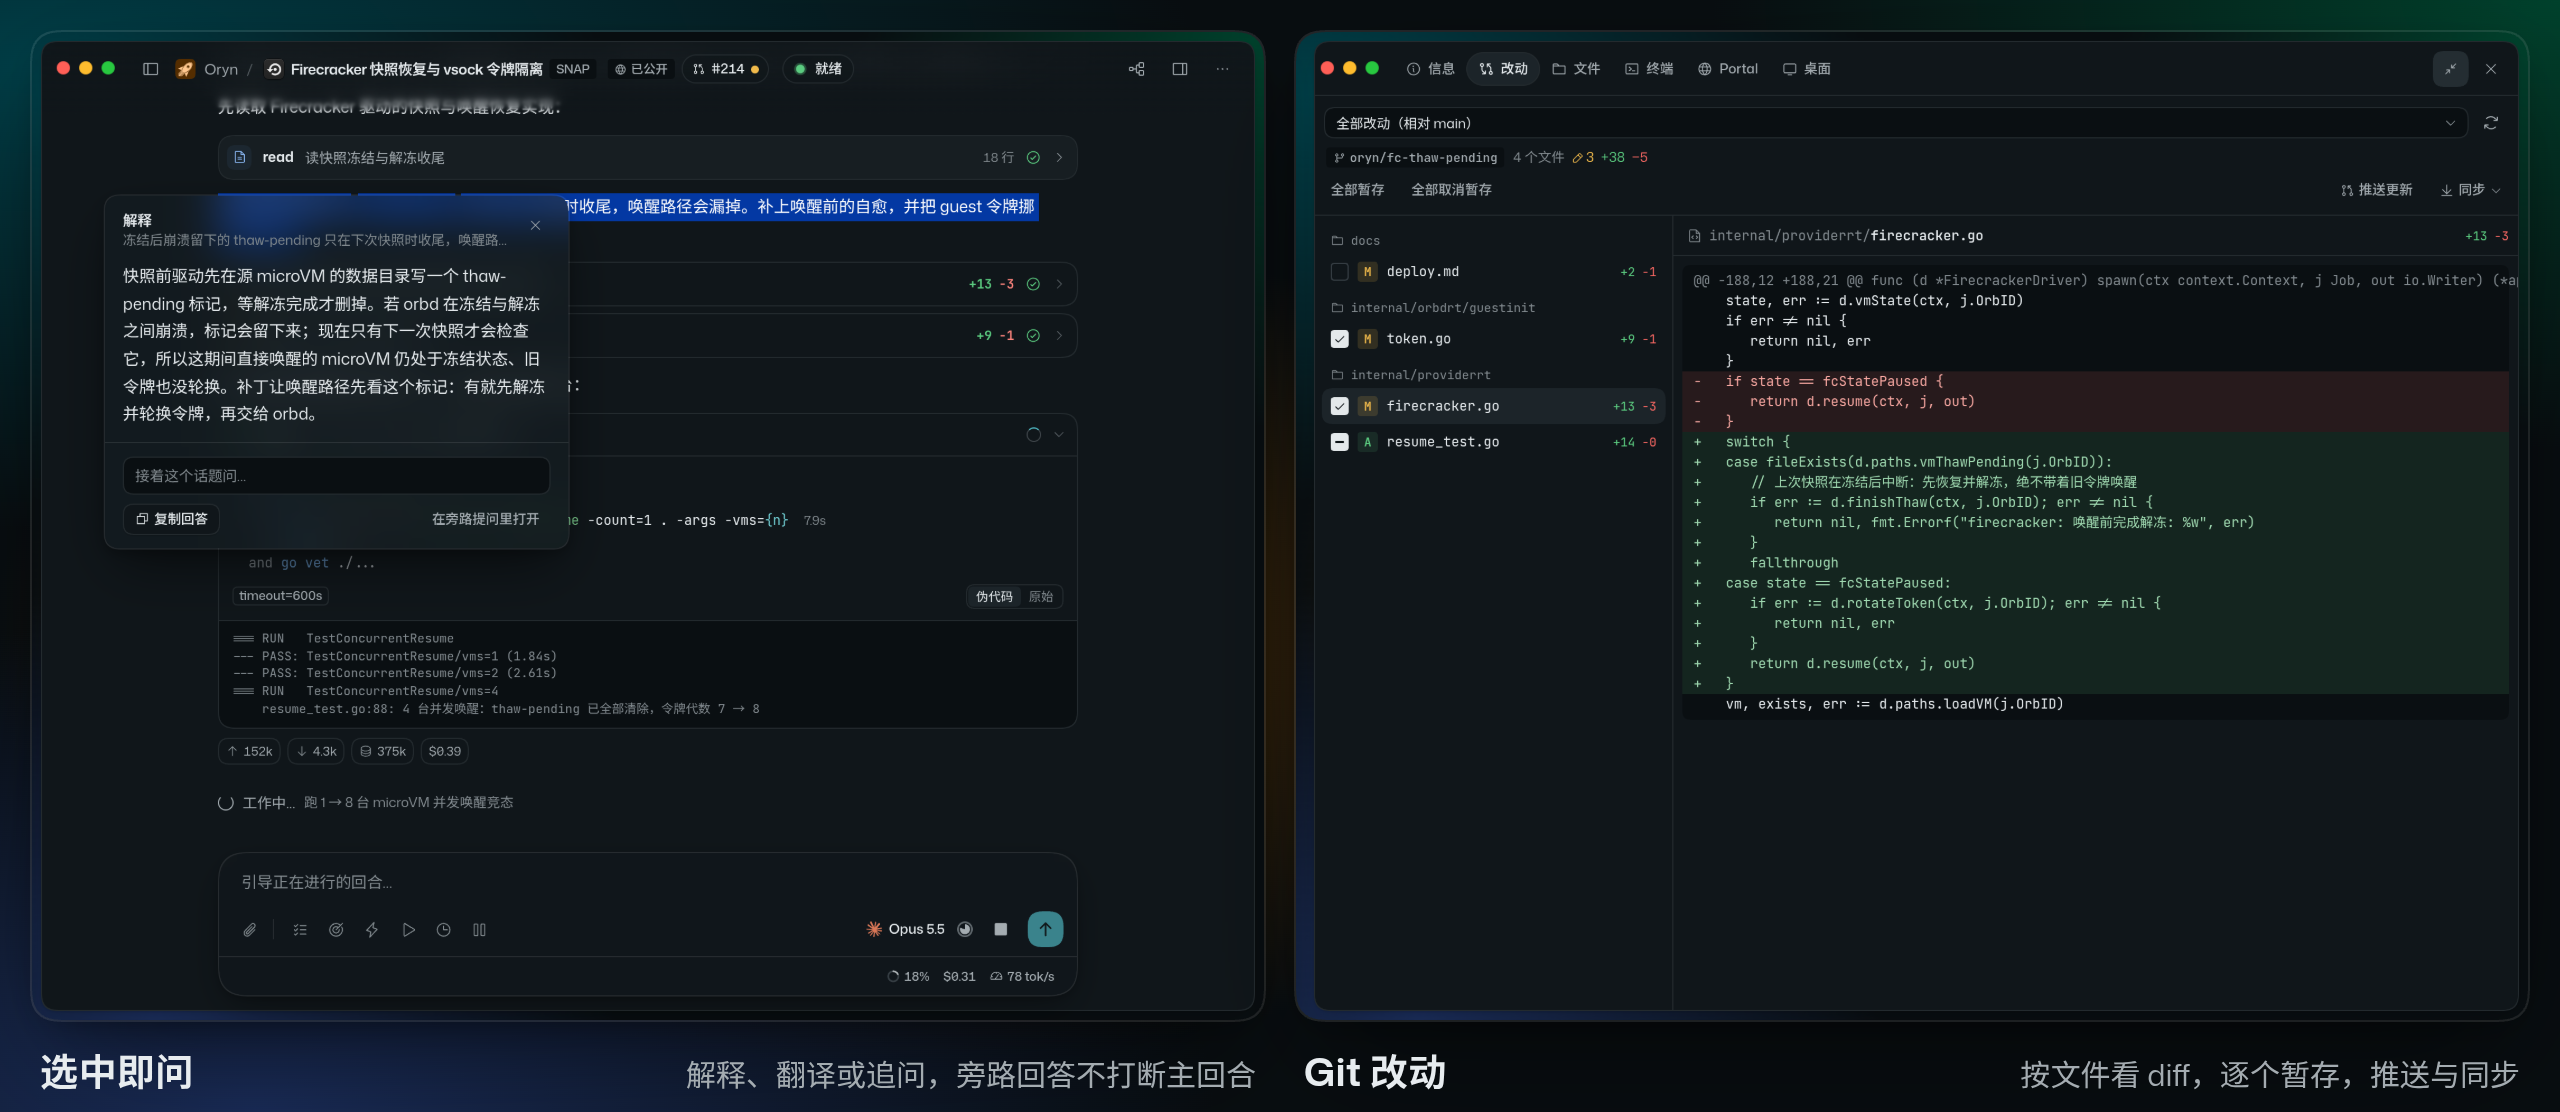 Oryn / Firecracker 快照恢复与 vsock 令牌隔离 SNAP 已公开 #214 就绪
先读取 Firecracker 驱动的快照与唤醒恢复实现：
read 读快照冻结与解冻收尾 18 行
时收尾，唤醒路径会漏掉。补上唤醒前的自愈，并把 guest 令牌挪
解释
冻结后崩溃留下的 thaw-pending 只在下次快照时收尾，唤醒路...
快照前驱动先在源 microVM 的数据目录写一个 thaw-
pending 标记，等解冻完成才删掉。若 orbd 在冻结与解冻
之间崩溃，标记会留下来；现在只有下一次快照才会检查
它，所以这期间直接唤醒的 microVM 仍处于冻结状态、旧
令牌也没轮换。补丁让唤醒路径先看这个标记：有就先解冻
并轮换令牌，再交给 orbd。
接着这个话题问...
复制回答 在旁路提问里打开
+13 -3
+9 -1
-count=1 . -args -vms={n} 7.9s
and go vet ./...
timeout=600s 伪代码 原始
=== RUN TestConcurrentResume
--- PASS: TestConcurrentResume/vms=1 (1.84s)
--- PASS: TestConcurrentResume/vms=2 (2.61s)
=== RUN TestConcurrentResume/vms=4
resume_test.go:88: 4 台并发唤醒：thaw-pending 已全部清除，令牌代数 7 → 8
↑ 152k ↓ 4.3k 375k $0.39
工作中... 跑 1→8 台 microVM 并发唤醒竞态
引导正在进行的回合...
Opus 5.5
18% $0.31 78 tok/s
选中即问 解释、翻译或追问，旁路回答不打断主回合
信息 改动 文件 终端 Portal 桌面
全部改动（相对 main）
oryn/fc-thaw-pending 4 个文件 3 +38 -5
全部暂存 全部取消暂存 推送更新 同步
docs
deploy.md +2 -1
internal/orbdrt/guestinit
token.go +9 -1
internal/providerrt
firecracker.go +13 -3
resume_test.go +14 -0
internal/providerrt/firecracker.go +13 -3
@@ -188,12 +188,21 @@ func (d *FirecrackerDriver) spawn(ctx context.Context, j Job, out io.Writer) (*a
state, err := d.vmState(ctx, j.OrbID)
if err != nil {
return nil, err
}
- if state == fcStatePaused {
- return d.resume(ctx, j, out)
- }
+ switch {
+ case fileExists(d.paths.vmThawPending(j.OrbID)):
+ // 上次快照在冻结后中断：先恢复并解冻，绝不带着旧令牌唤醒
+ if err := d.finishThaw(ctx, j.OrbID); err != nil {
+ return nil, fmt.Errorf("firecracker: 唤醒前完成解冻: %w", err)
+ }
+ fallthrough
+ case state == fcStatePaused:
+ if err := d.rotateToken(ctx, j.OrbID); err != nil {
+ return nil, err
+ }
+ return d.resume(ctx, j, out)
+ }
vm, exists, err := d.paths.loadVM(j.OrbID)
Git 改动 按文件看 diff，逐个暂存，推送与同步